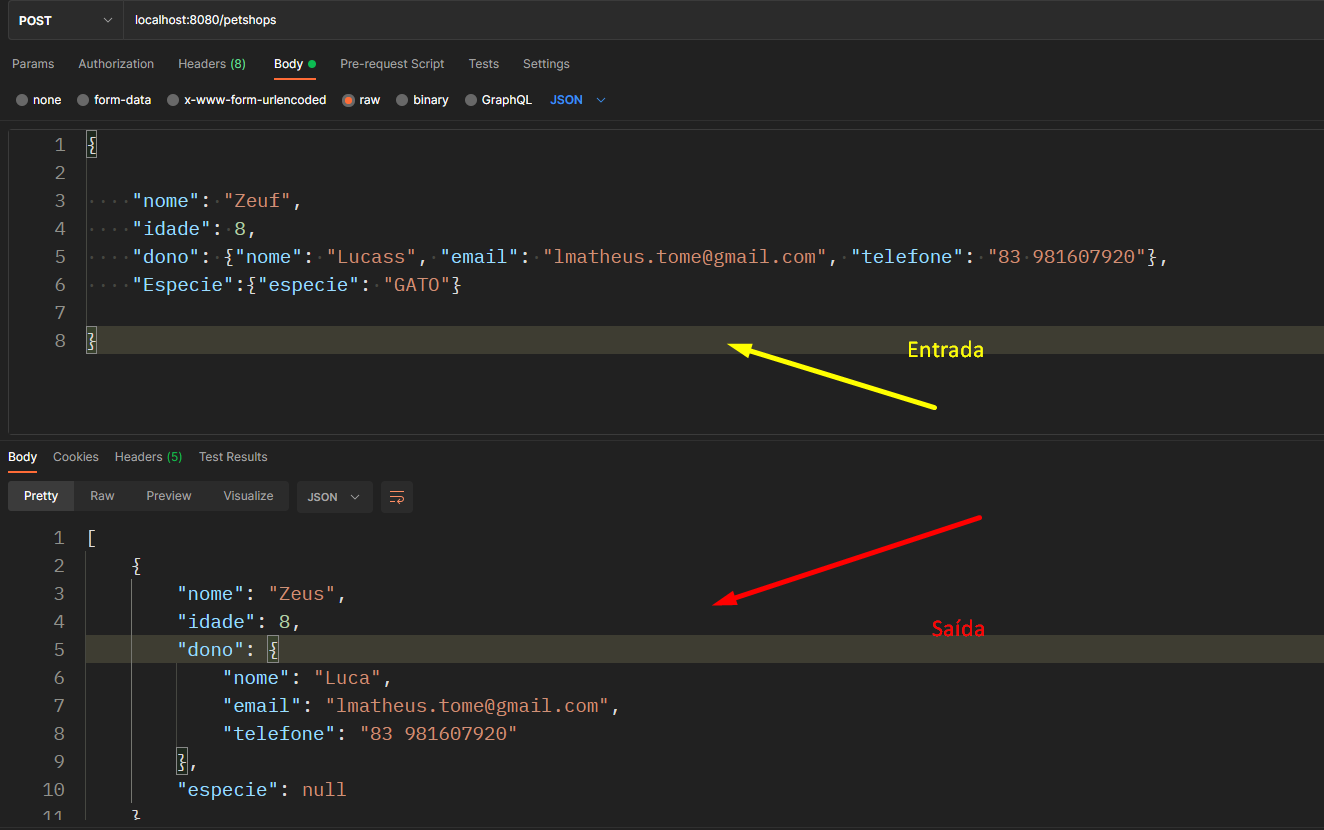 POST localhost:8080/petshops
Params Authorization Headers (8) Body Pre-request Script Tests Settings
none form-data x-www-form-urlencoded raw binary GraphQL JSON
1 {
2
3 "nome": "Zeuf",
4 "idade": 8,
5 "dono": {"nome": "Lucass", "email": "lmatheus.tome@gmail.com", "telefone": "83 981607920"},
6 "Especie":{"especie": "GATO"}
7
8 }
Entrada
Body Cookies Headers (5) Test Results
Pretty Raw Preview Visualize JSON
1 [
2 {
3 "nome": "Zeus",
4 "idade": 8,
Saída
5 "dono": {
6 "nome": "Luca",
7 "email": "lmatheus.tome@gmail.com",
8 "telefone": "83 981607920"
9 },
10 "especie": null
11 }